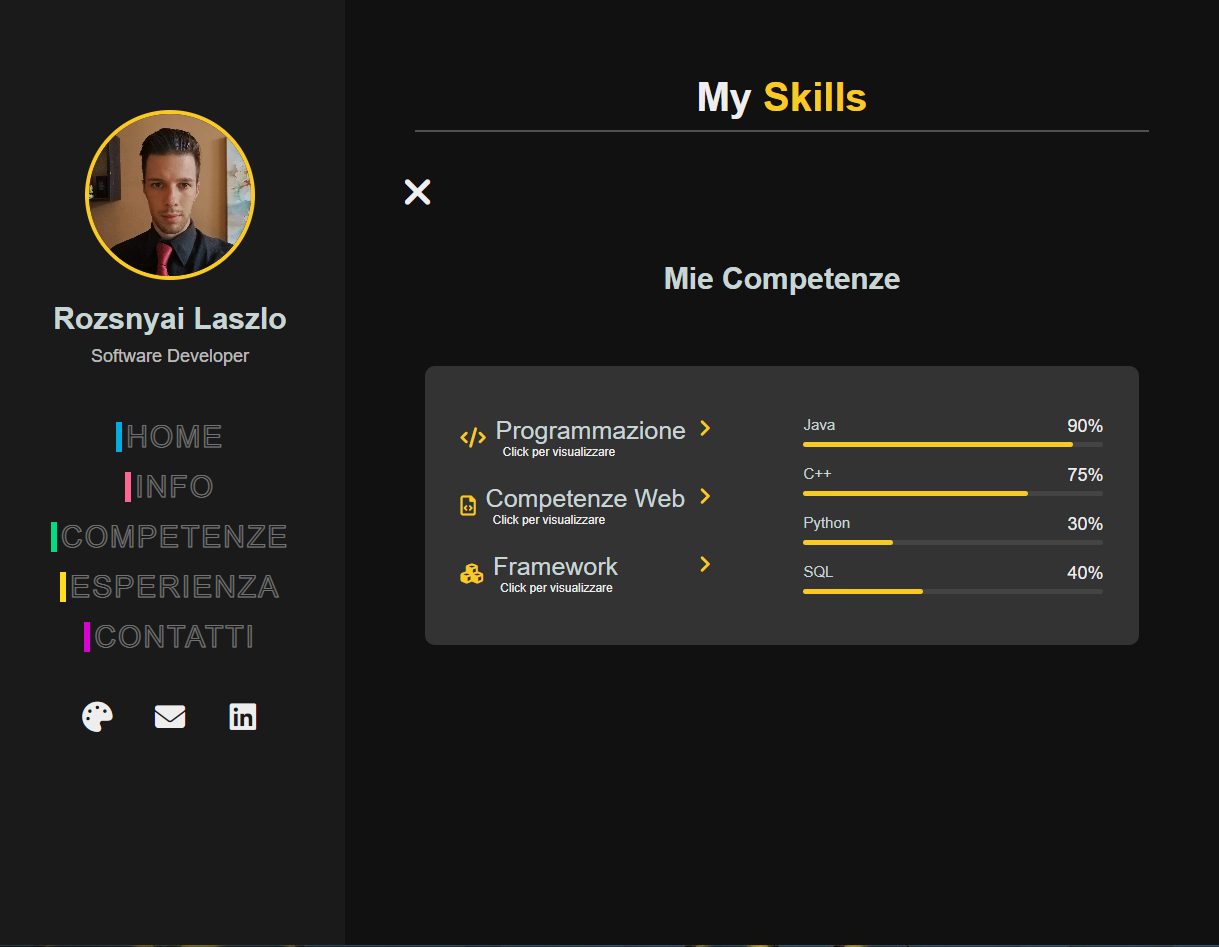 Rozsnyai Laszlo
Software Developer
HOME
INFO
COMPETENZE
ESPERIENZA
CONTATTI
in
My Skills
Mie Competenze
Programmazione
Click per visualizzare
Competenze Web
Click per visualizzare
Framework
Click per visualizzare
Java 90%
C++ 75%
Python 30%
SQL 40%